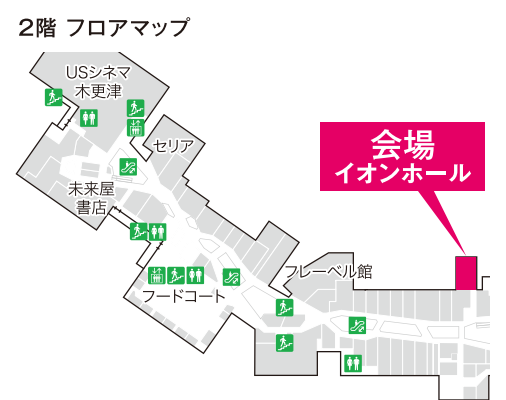 2階 フロアマップ
USシネマ
木更津
セリア
会場
イオンホール
未来屋
書店
フレーベル館
フードコート